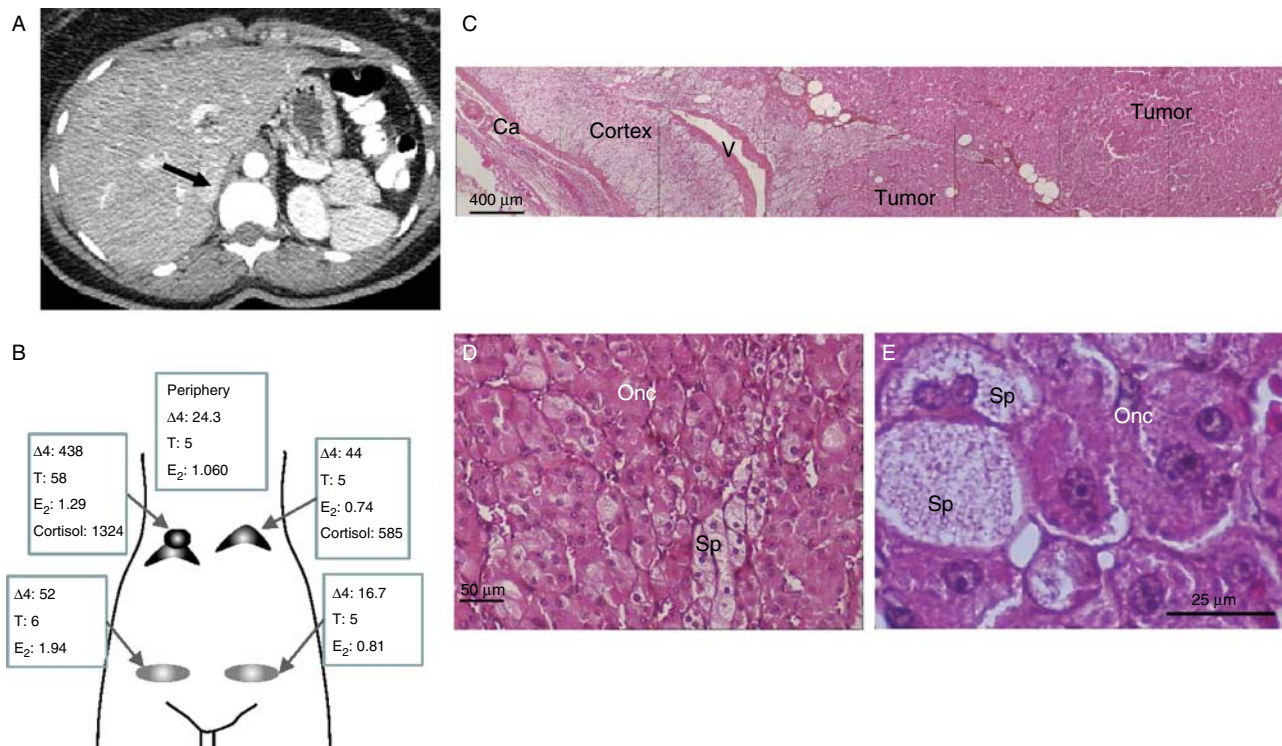 A
B
Periphery
Δ4: 24.3
T: 5
E₂: 1.060
Δ4: 438
T: 58
E₂: 1.29
Cortisol: 1324
Δ4: 44
T: 5
E₂: 0.74
Cortisol: 585
Δ4: 52
T: 6
E₂: 1.94
Δ4: 16.7
T: 5
E₂: 0.81
C
Ca
Cortex
V
Tumor
Tumor
400 µm
D
Onc
Sp
50 µm
E
Sp
Onc
Sp
25 µm